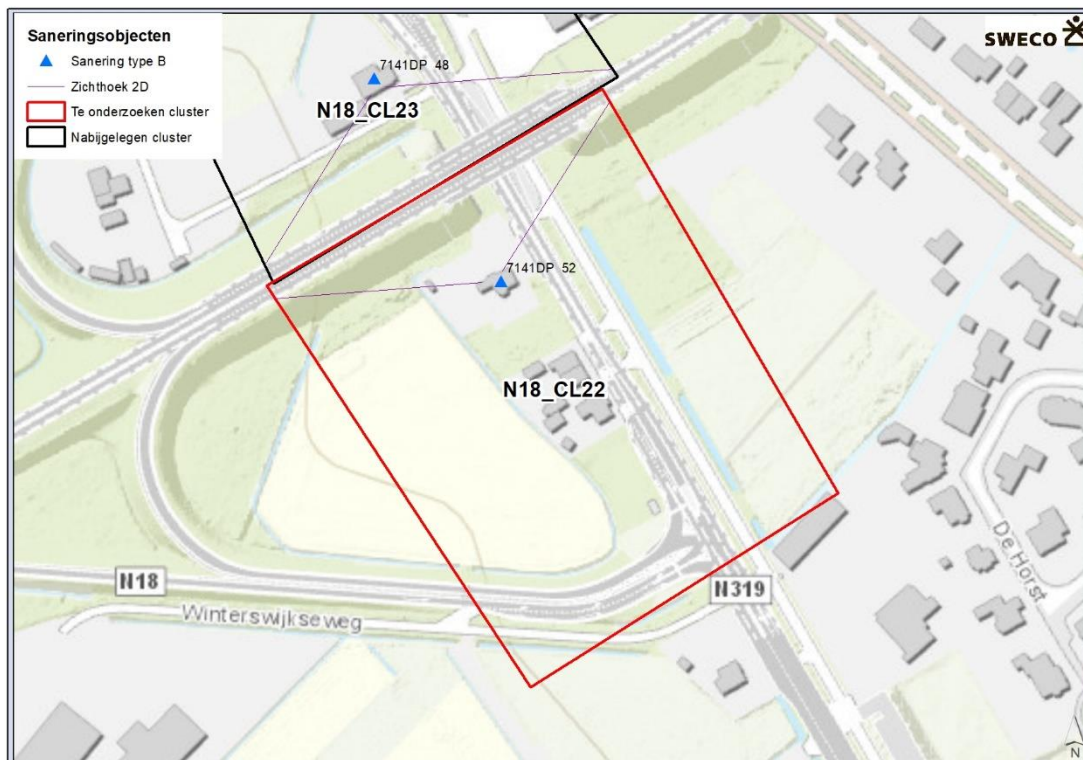 Saneringsobjecten
Sanering type B
Zichthoek 2D
Te onderzoeken cluster
Nabijgelegen cluster
SWECO
7141DP 48
N18_CL23
7141DP 52
N18_CL22
N18
Winterswijkseweg
N319
De Horst
N